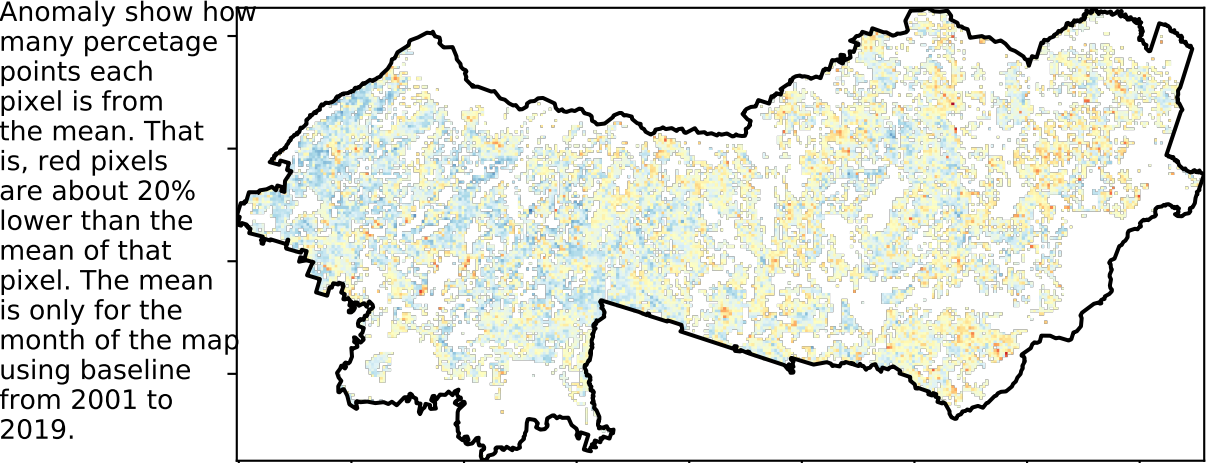 Anomaly show how
many percetage
points each
pixel is from
the mean. That
is, red pixels
are about 20%
lower than the
mean of that
pixel. The mean
is only for the
month of the map
using baseline
from 2001 to
2019.